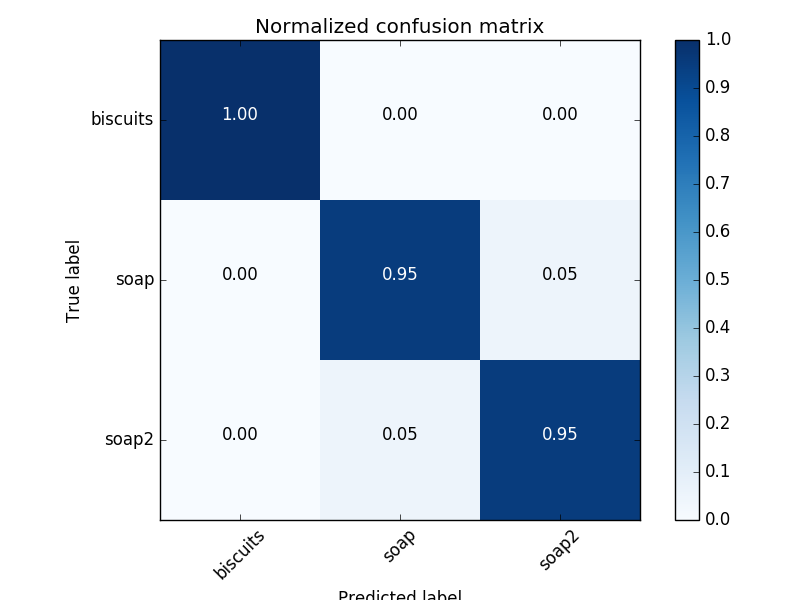 Normalized confusion matrix
True label
biscuits
1.00 0.00 0.00
soap
0.00 0.95 0.05
soap2
0.00 0.05 0.95
biscuits soap soap2
Predicted label
1.0
0.9
0.8
0.7
0.6
0.5
0.4
0.3
0.2
0.1
0.0